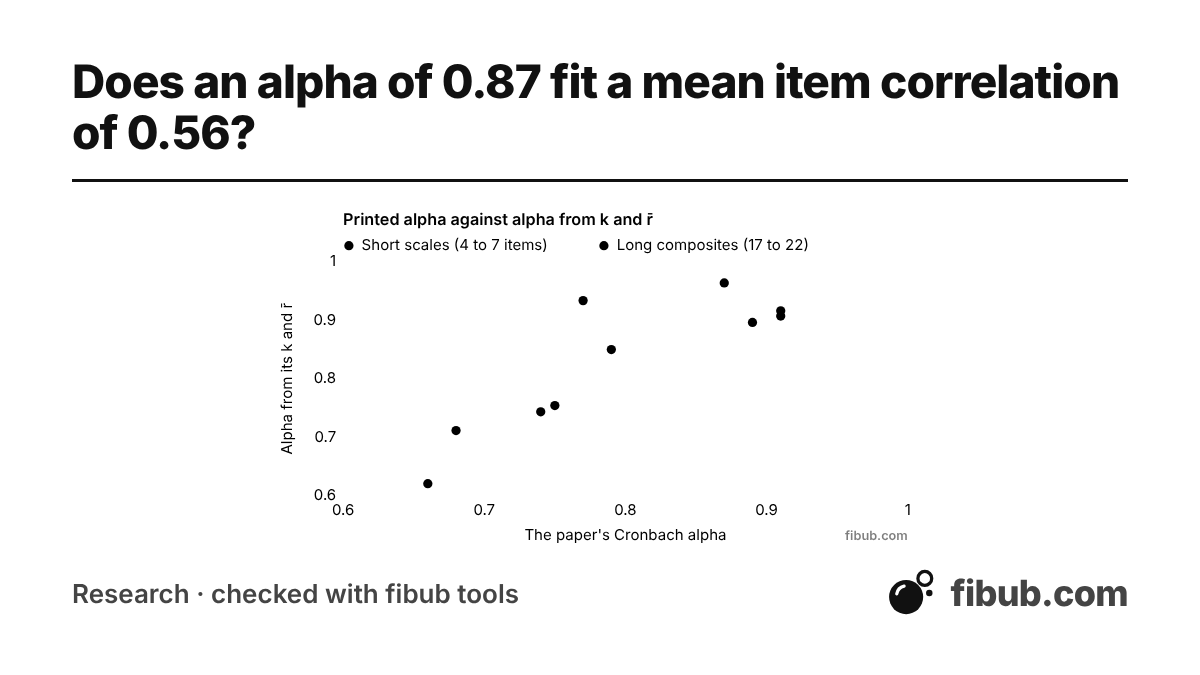 Does an alpha of 0.87 fit a mean item correlation
of 0.56?
Printed alpha against alpha from k and r̄
Short scales (4 to 7 items)
Long composites (17 to 22)
1
0.9
0.8
0.7
0.6
Alpha from its k and r̄
0.6
0.7
0.8
0.9
1
The paper's Cronbach alpha
fibub.com
Research · checked with fibub tools
fibub.com